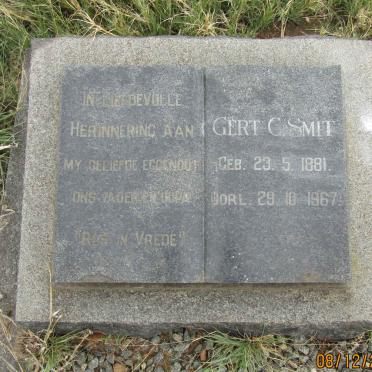 IN LIEFDEVOLLE
HERINNERING AAN
MY GELIEFDE EGGENOOT
ONS VADER EN OUPA
"RUS IN VREDE"
GERT C. SMIT
GEB. 23. 5. 1881.
OORL. 29. 10. 1967.
08/12/2